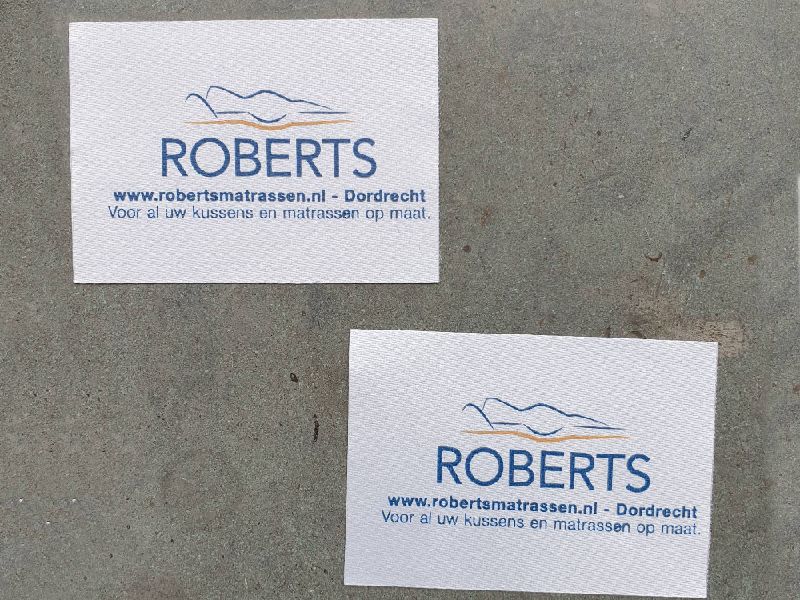 ROBERTS
www.robertsmatrassen.nl - Dordrecht
Voor al uw kussens en matrassen op maat.
ROBERTS
www.robertsmatrassen.nl - Dordrecht
Voor al uw kussens en matrassen op maat.